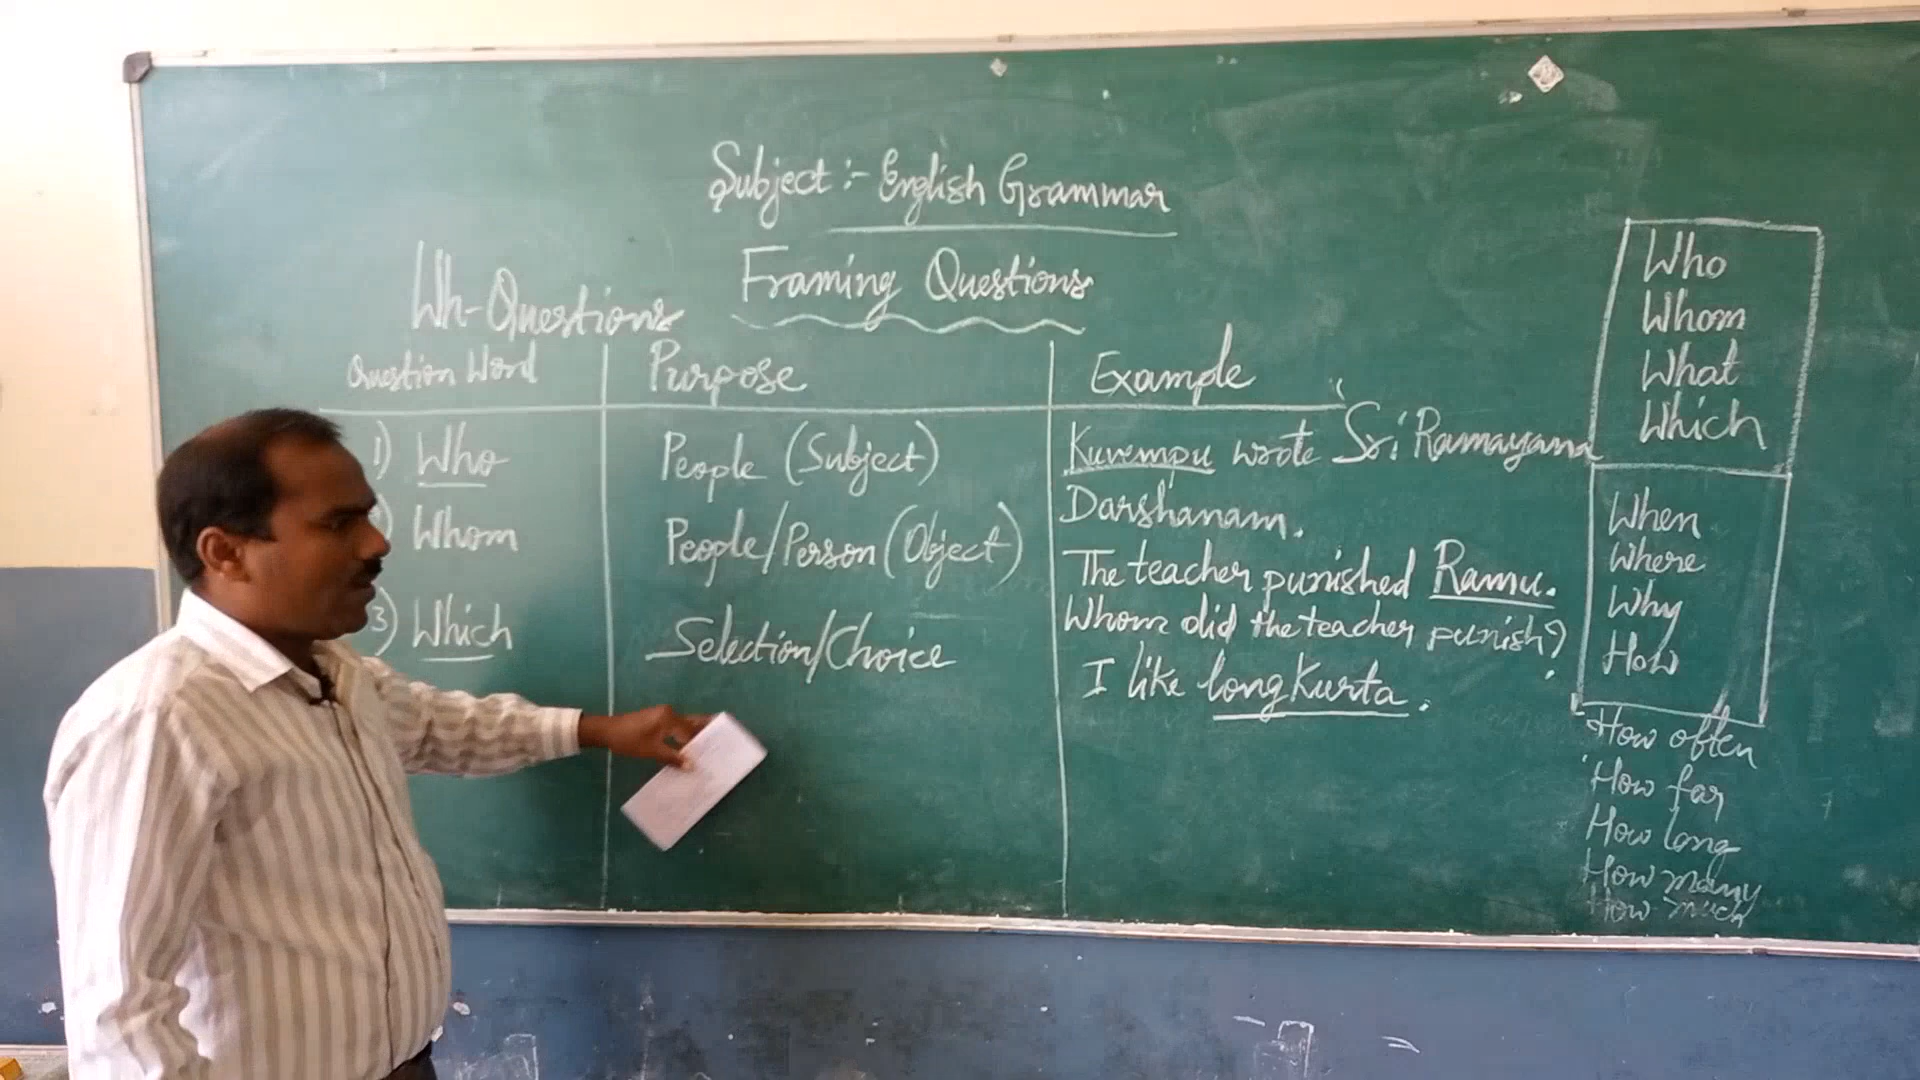 Subject :- English Grammar
Framing Questions
Wh-Questions
Question Word Purpose Example
1) Who People (Subject) Kuvempu wrote "Sri Ramayana
Darshanam.
) Whom People/Person (Object) The teacher punished Ramu.
Whom did the teacher punish?
3) Which Selection/Choice I like long Kurta.
Who
Whom
What
Which
When
Where
Why
How
How often
How far
How long
How many
How much